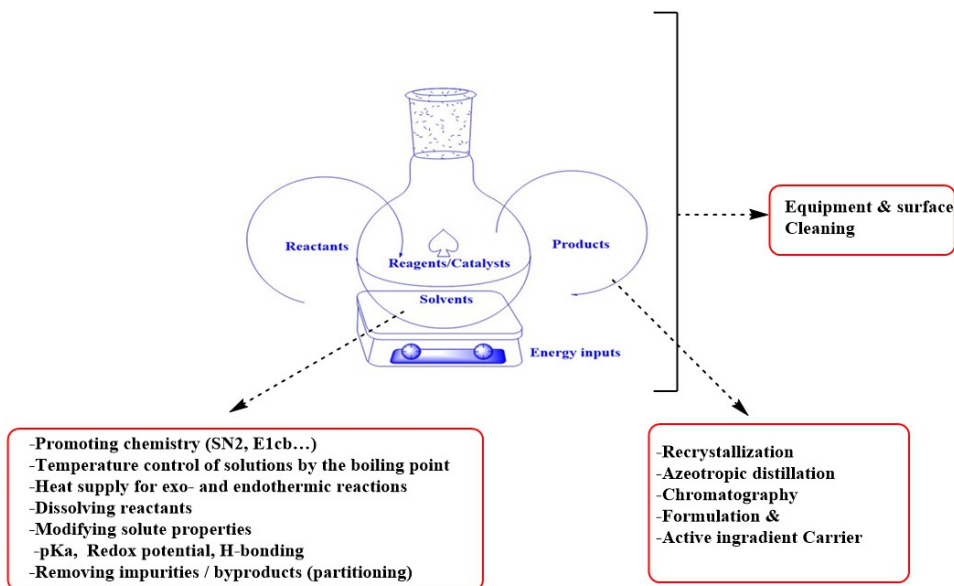 Equipment & surface
Cleaning
Reactants
Products
Reagents/Catalysts
Solvents
Energy inputs
-Promoting chemistry (SN2, E1cb...)
-Temperature control of solutions by the boiling point
-Heat supply for exo- and endothermic reactions
-Dissolving reactants
-Modifying solute properties
-pKa, Redox potential, H-bonding
-Removing impurities / byproducts (partitioning)
-Recrystallization
-Azeotropic distillation
-Chromatography
-Formulation &
-Active ingredient Carrier